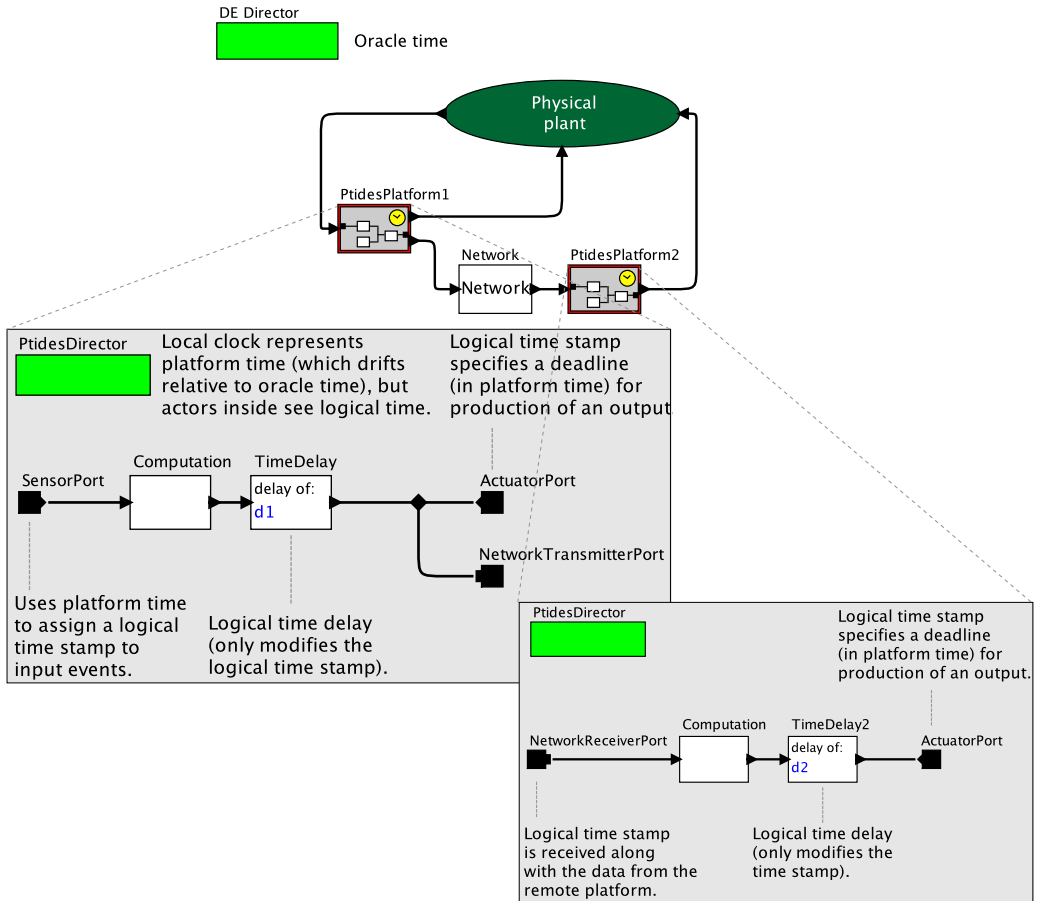 DE Director
Oracle time
Physical
plant
PtidesPlatform1
Network
Network
PtidesPlatform2
PtidesDirector
Local clock represents
platform time (which drifts
relative to oracle time), but
actors inside see logical time.
Logical time stamp
specifies a deadline
(in platform time) for
production of an output.
SensorPort
Computation
TimeDelay
delay of:
d1
ActuatorPort
NetworkTransmitterPort
Uses platform time
to assign a logical
time stamp to
input events.
Logical time delay
(only modifies the
logical time stamp).
PtidesDirector
Logical time stamp
specifies a deadline
(in platform time) for
production of an output.
NetworkReceiverPort
Computation
TimeDelay2
delay of:
d2
ActuatorPort
Logical time stamp
is received along
with the data from the
remote platform.
Logical time delay
(only modifies the
time stamp).